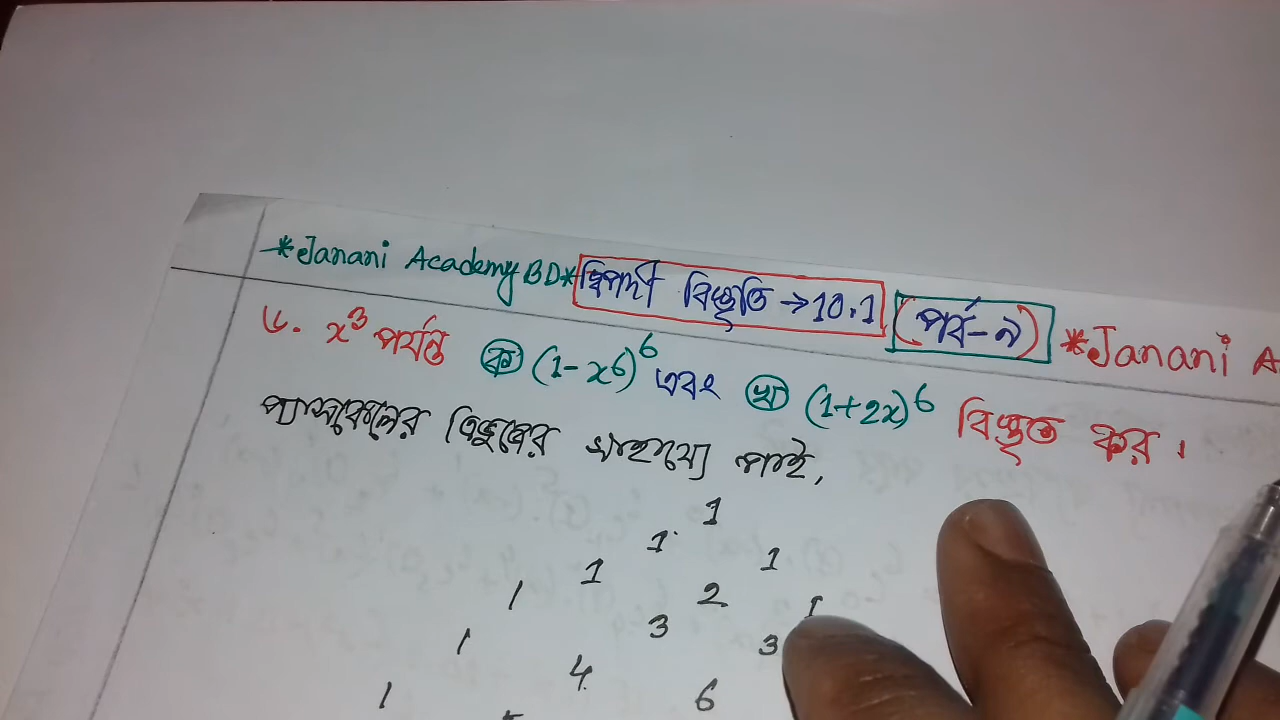 *Janani Academy BD* দ্বিপদী বিস্তৃতি →10.1 (পর্ব-৯) *Janani A
৬. x³ পর্যন্ত ক (1-x⁶)⁶ এবং খ (1+2x)⁶ বিস্তৃত কর।
প্যাসকেলের ত্রিভুজের সাহায্যে পাই,
1
1 1
1 2 1
1 3 3
1 4 6
1